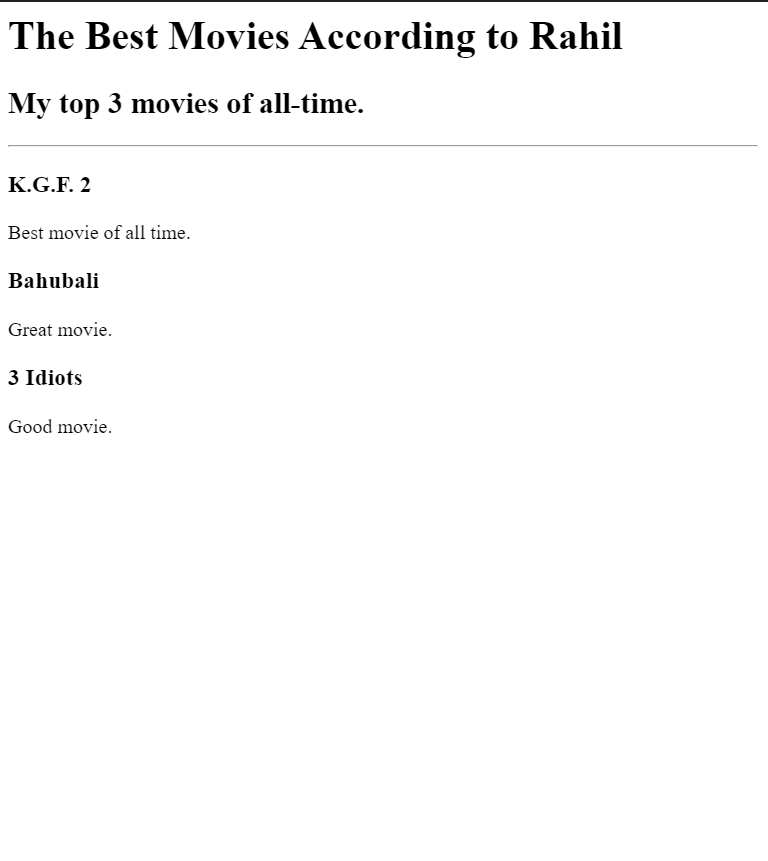 The Best Movies According to Rahil
My top 3 movies of all-time.
K.G.F. 2
Best movie of all time.
Bahubali
Great movie.
3 Idiots
Good movie.